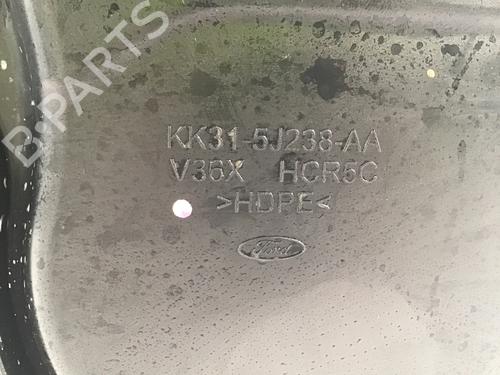 B-PARTS
KK31-5J238-AA
V36X HCR5C
>HDPE<
Ford